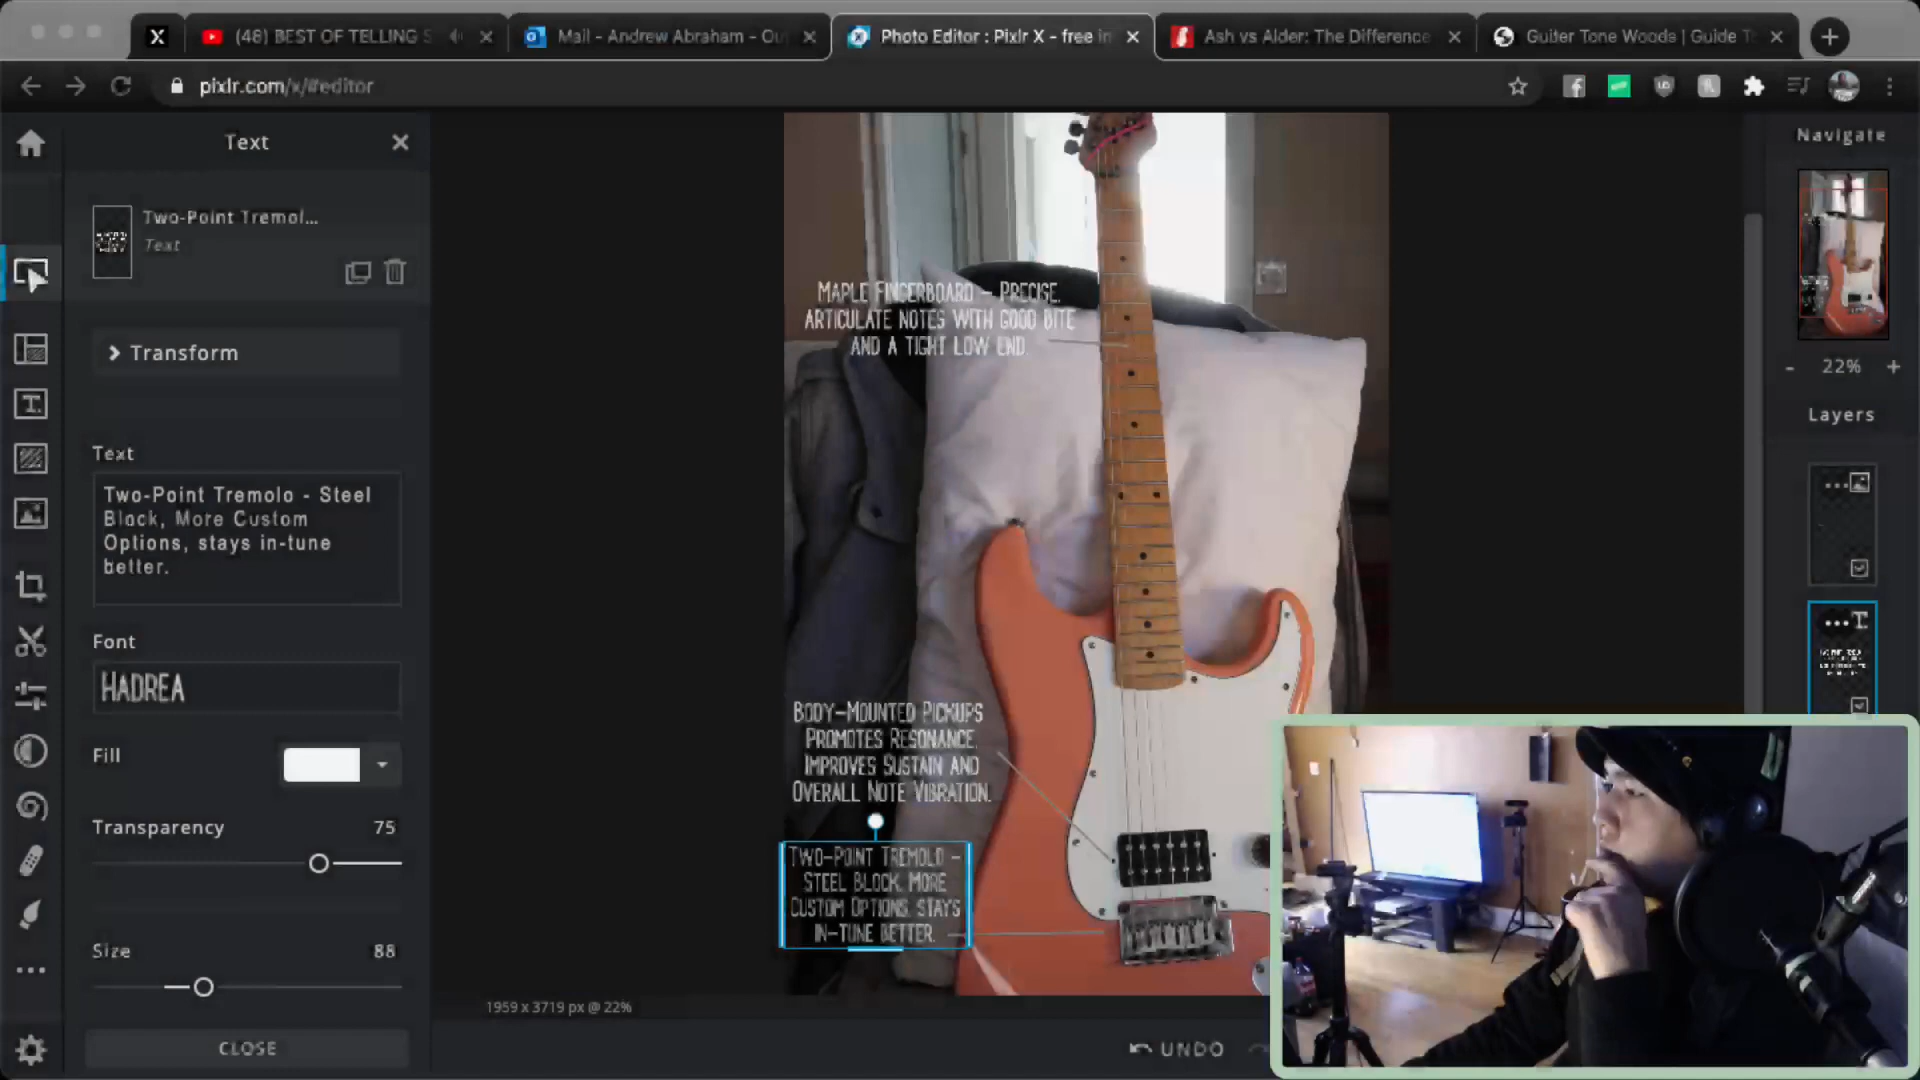 X
(48) BEST OF TELLING S
Mail - Andrew Abraham - Ou
Photo Editor : Pixlr X - free im
Ash vs Alder: The Difference
Guitar Tone Woods | Guide T
pixlr.com/x/#editor
Text
Two-Point Tremol...
Text
Transform
Text
Two-Point Tremolo - Steel
Block, More Custom
Options, stays in-tune
better.
Font
HADREA
Fill
Transparency 75
Size 88
CLOSE
MAPLE FINGERBOARD - PRECISE,
ARTICULATE NOTES WITH GOOD BITE
AND A TIGHT LOW END.
BODY-MOUNTED PICKUPS
PROMOTES RESONANCE,
IMPROVES SUSTAIN AND
OVERALL NOTE VIBRATION.
TWO-POINT TREMOLO -
STEEL BLOCK, MORE
CUSTOM OPTIONS, STAYS
IN-TUNE BETTER.
1959 x 3719 px @ 22%
UNDO
Navigate
- 22% +
Layers